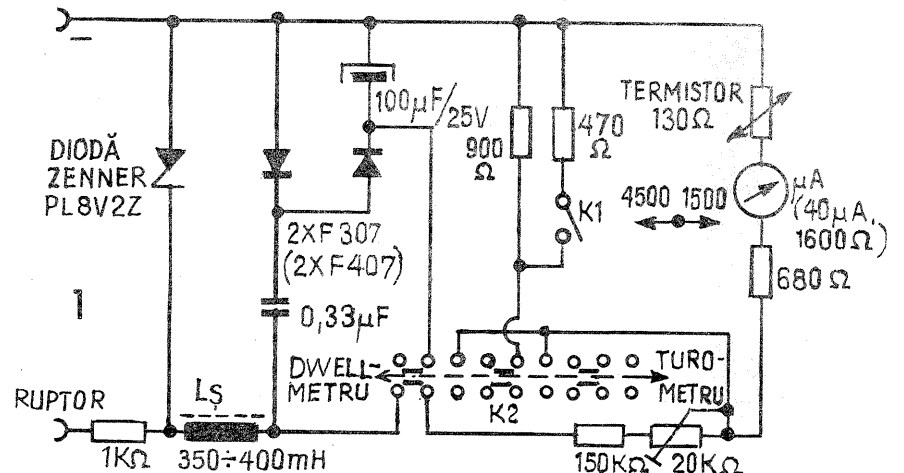 −
100µF/25V
TERMISTOR
130Ω
DIODĂ
ZENNER
PL8V2Z
900
Ω
470
Ω
K1
4500 1500
µA
(40µA,
1600Ω)
2XF307
(2XF407)
680Ω
1
0,33µF
DWELL-
METRU
TURO-
METRU
K2
RUPTOR
LȘ
1KΩ
350÷400mH
150KΩ
20KΩ